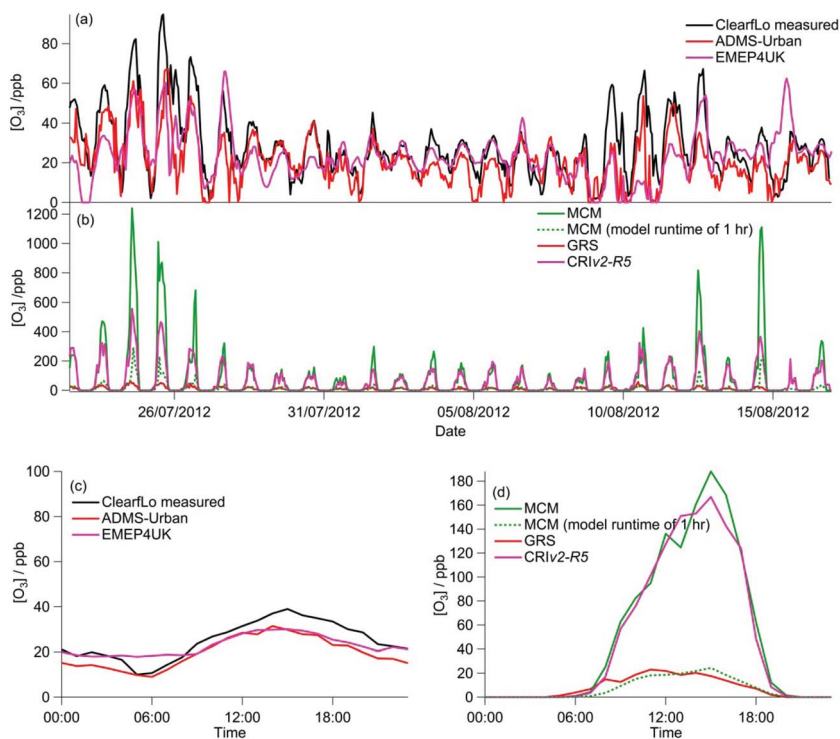 (a)
ClearfLo measured
ADMS-Urban
EMEP4UK
[O3] /ppb
80
60
40
20
0
(b)
MCM
MCM (model runtime of 1 hr)
GRS
CRIv2-R5
[O3] /ppb
1200
1000
800
600
400
200
0
26/07/2012 31/07/2012 05/08/2012 10/08/2012 15/08/2012
Date
(c)
ClearfLo measured
ADMS-Urban
EMEP4UK
[O3] / ppb
100
80
60
40
20
0
00:00 06:00 12:00 18:00
Time
(d)
MCM
MCM (model runtime of 1 hr)
GRS
CRIv2-R5
[O3] / ppb
180
160
140
120
100
80
60
40
20
0
00:00 06:00 12:00 18:00
Time